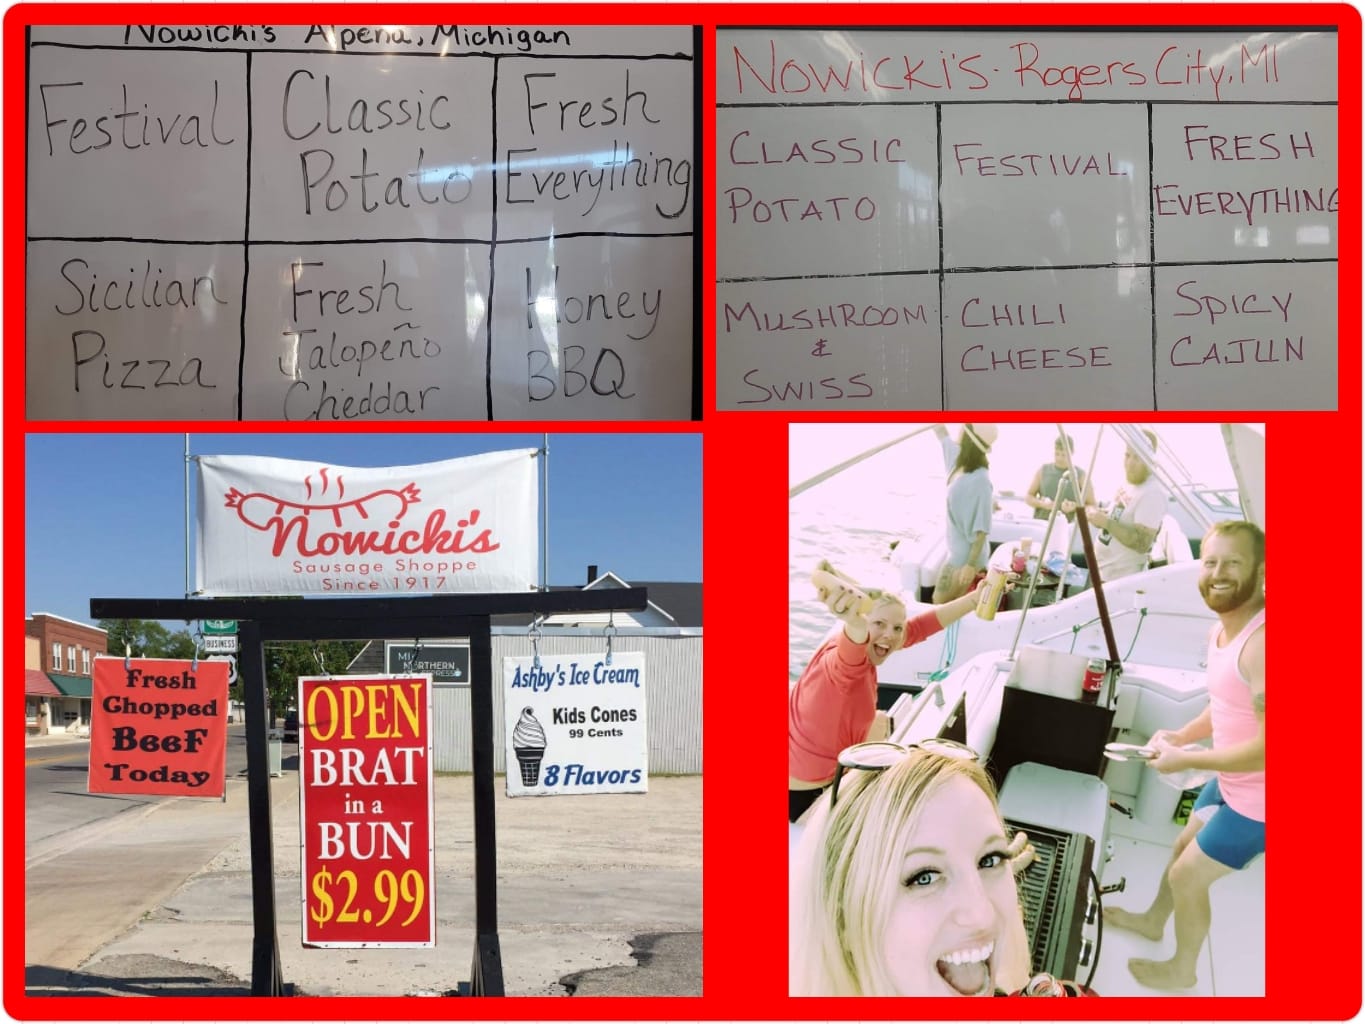 Nowicki's Alpena, Michigan
Festival
Classic
Potato
Fresh
Everything
Sicilian
Pizza
Fresh
Jalopeño
Cheddar
Honey
BBQ
NOWICKI'S - Rogers City, MI
CLASSIC
POTATO
FESTIVAL
FRESH
EVERYTHING
MUSHROOM
&
SWISS
CHILI
CHEESE
SPICY
CAJUN
Nowicki's
Sausage Shoppe
Since 1917
BUSINESS
Fresh
Chopped
BeeF
Today
OPEN
BRAT
in a
BUN
$2.99
NORTHERN
Ashby's Ice Cream
Kids Cones
99 Cents
8 Flavors